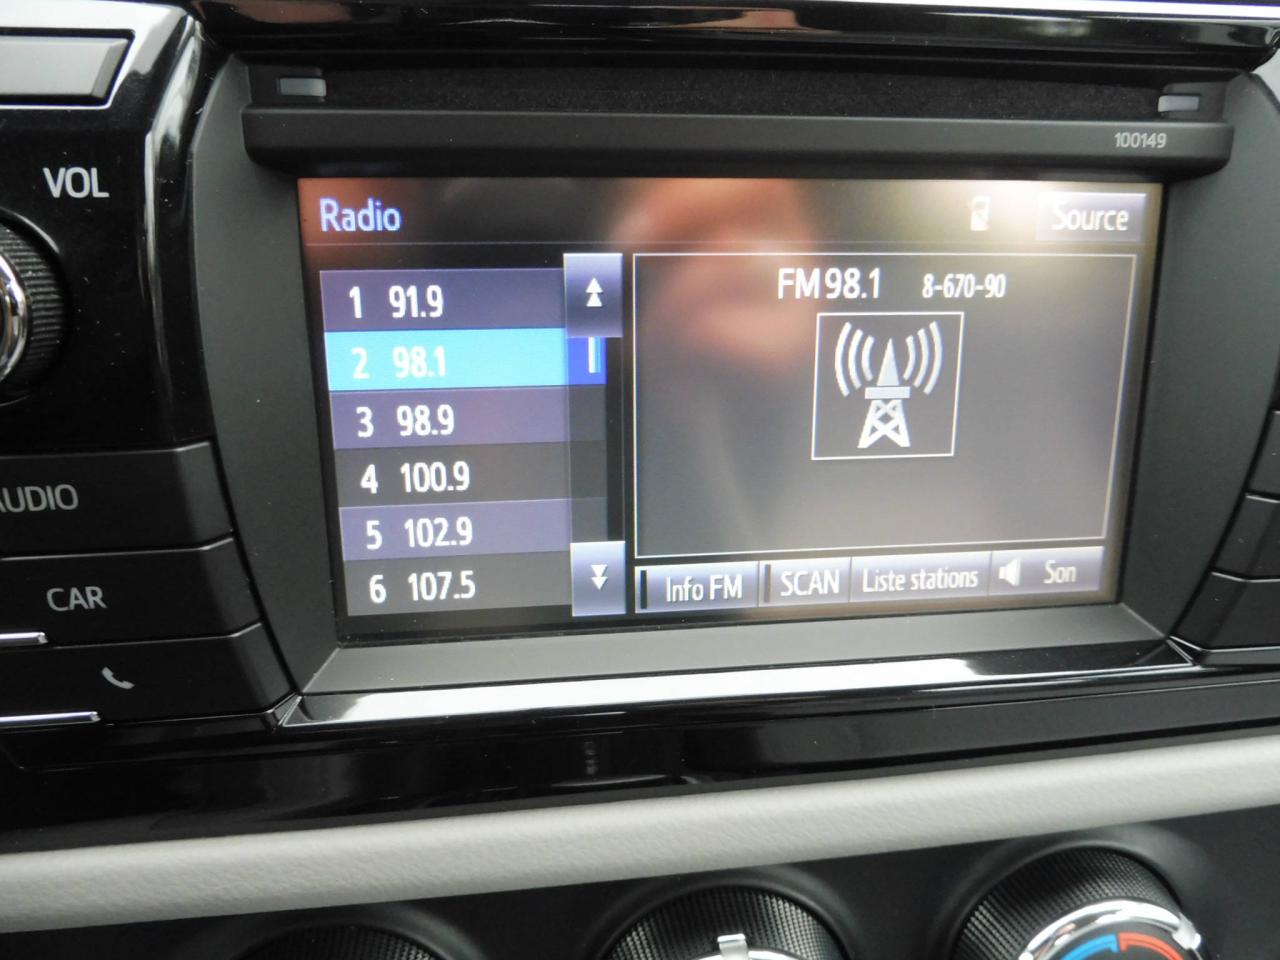 100149
VOL
Radio
Source
FM 98.1 8-670-90
1 91.9
2 98.1
3 98.9
4 100.9
5 102.9
6 107.5
Info FM SCAN Liste stations Son
AUDIO
CAR